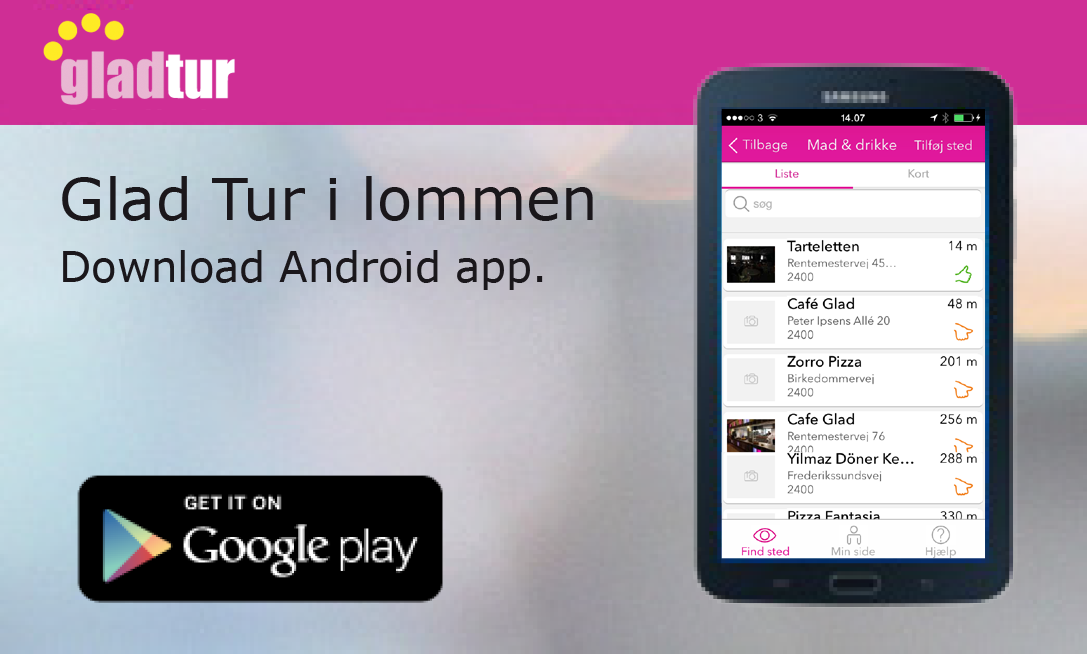 gladtur
Glad Tur i lommen
Download Android app.
GET IT ON
Google play
SAMSUNG
3
14.07
Tilbage
Mad & drikke
Tilføj sted
Liste
Kort
søg
Tarteletten
14 m
Rentemestervej 45...
2400
Café Glad
48 m
Peter Ipsens Allé 20
2400
Zorro Pizza
201 m
Birkedommervej
2400
Cafe Glad
256 m
Rentemestervej 76
2400
Yilmaz Döner Ke...
288 m
Frederikssundsvej
2400
Pizza Fantasia
330 m
Find sted
Min side
Hjælp